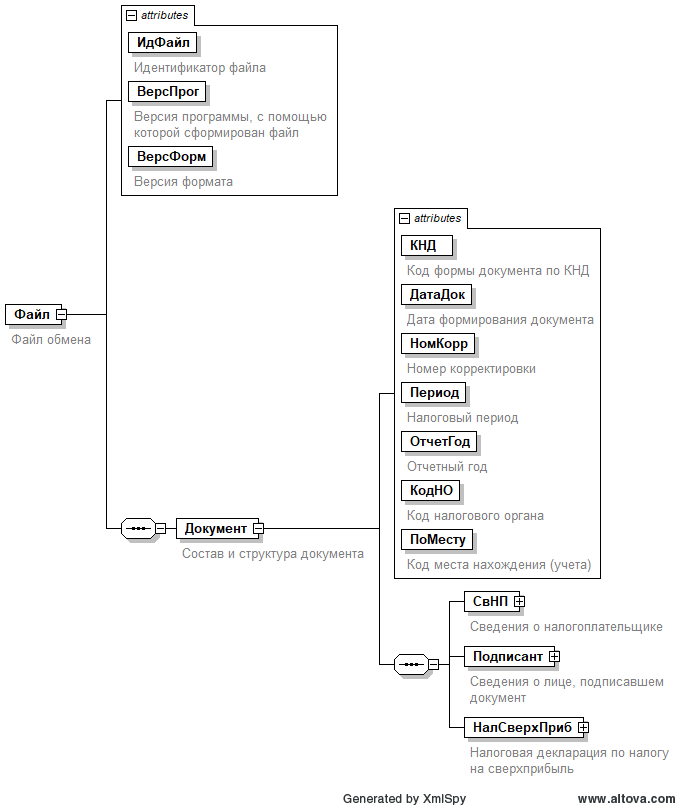 attributes
ИдФайл
Идентификатор файла
ВерсПрог
Версия программы, с помощью
которой сформирован файл
ВерсФорм
Версия формата
Файл
Файл обмена
Документ
Состав и структура документа
attributes
КНД
Код формы документа по КНД
ДатаДок
Дата формирования документа
НомКорр
Номер корректировки
Период
Налоговый период
ОтчетГод
Отчетный год
КодНО
Код налогового органа
ПоМесту
Код места нахождения (учета)
СвНП
Сведения о налогоплательщике
Подписант
Сведения о лице, подписавшем
документ
НалСверхПриб
Налоговая декларация по налогу
на сверхприбыль
Generated by XmlSpy
www.altova.com